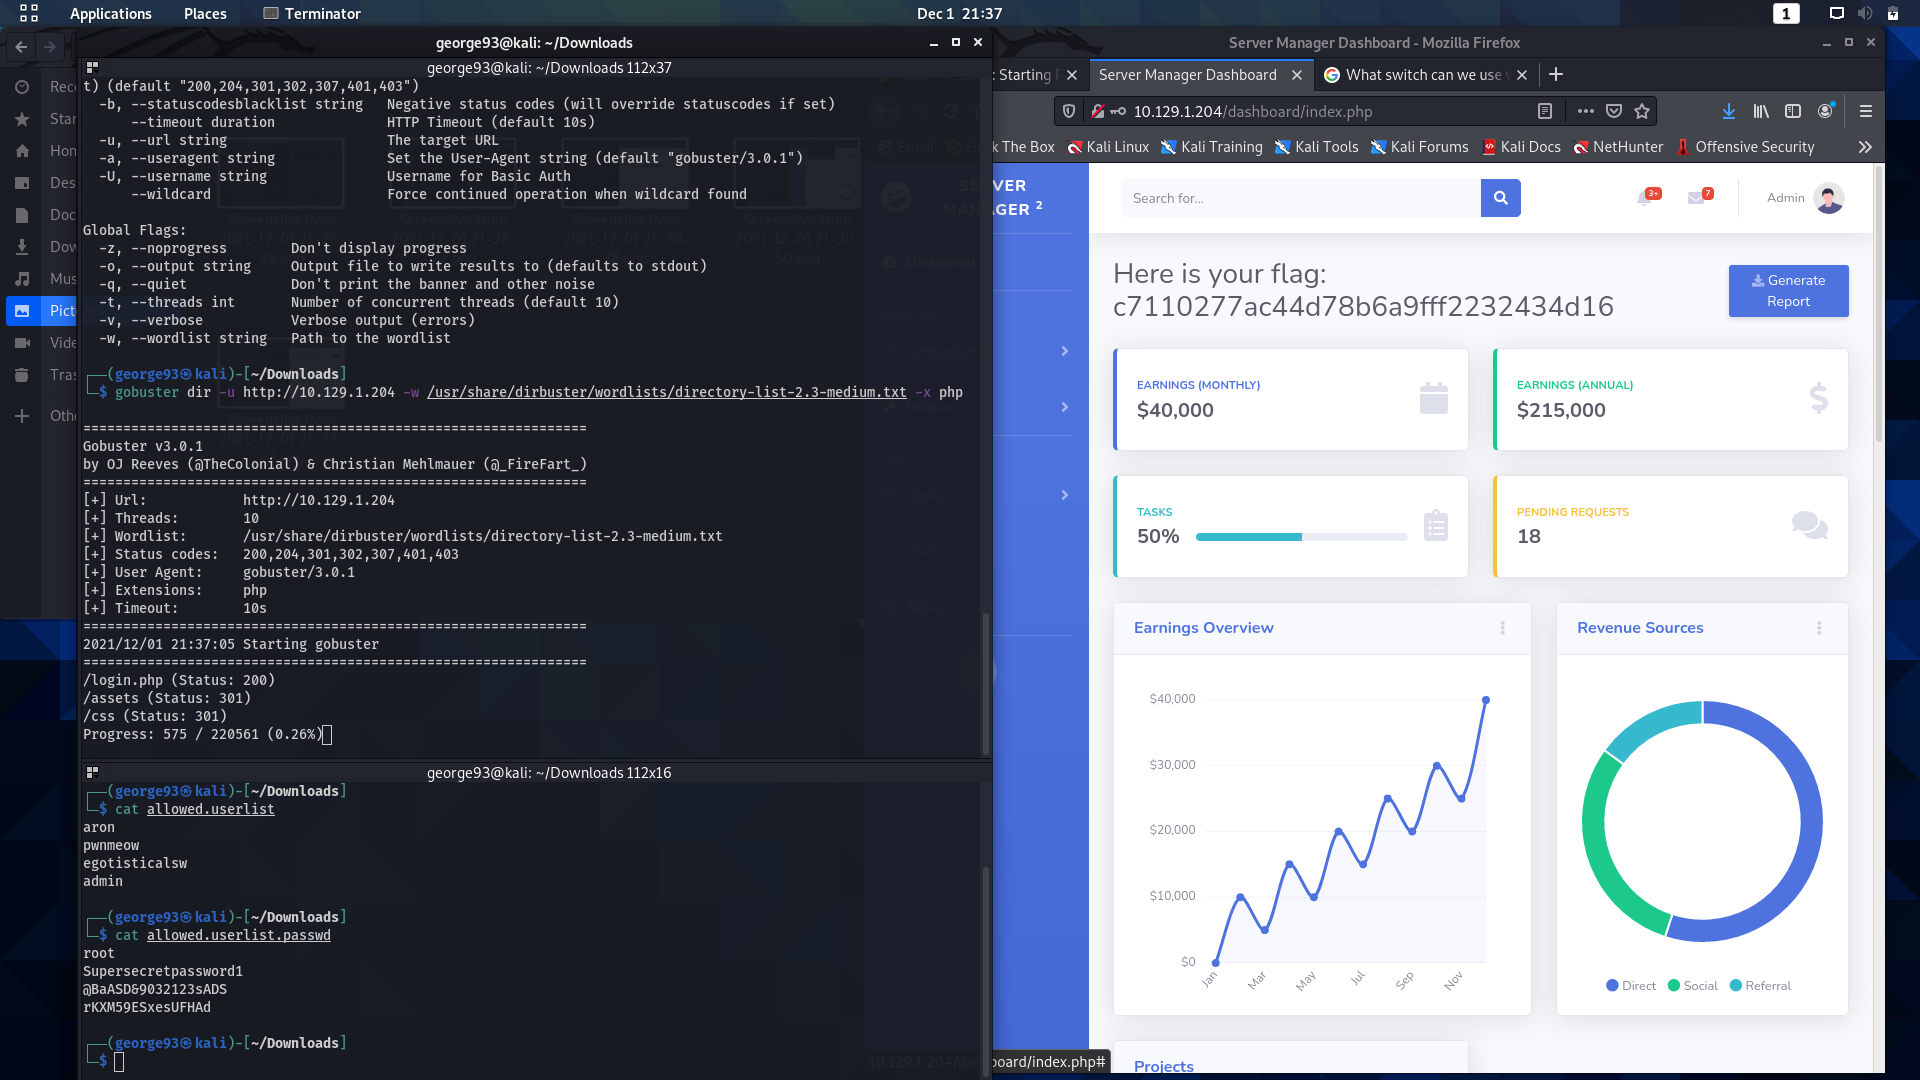 Applications Places Terminator
Dec 1 21:37
1
george93@kali: ~/Downloads
george93@kali: ~/Downloads 112x37
t) (default "200,204,301,302,307,401,403")
-b, --statuscodesblacklist string Negative status codes (will override statuscodes if set)
--timeout duration HTTP Timeout (default 10s)
-u, --url string The target URL
-a, --useragent string Set the User-Agent string (default "gobuster/3.0.1")
-U, --username string Username for Basic Auth
--wildcard Force continued operation when wildcard found
Global Flags:
-z, --noprogress Don't display progress
-o, --output string Output file to write results to (defaults to stdout)
-q, --quiet Don't print the banner and other noise
-t, --threads int Number of concurrent threads (default 10)
-v, --verbose Verbose output (errors)
-w, --wordlist string Path to the wordlist
(george93㉿kali)-[~/Downloads]
$ gobuster dir -u http://10.129.1.204 -w /usr/share/dirbuster/wordlists/directory-list-2.3-medium.txt -x php
===============================================================
Gobuster v3.0.1
by OJ Reeves (@TheColonial) & Christian Mehlmauer (@_FireFart_)
===============================================================
[+] Url: http://10.129.1.204
[+] Threads: 10
[+] Wordlist: /usr/share/dirbuster/wordlists/directory-list-2.3-medium.txt
[+] Status codes: 200,204,301,302,307,401,403
[+] User Agent: gobuster/3.0.1
[+] Extensions: php
[+] Timeout: 10s
===============================================================
2021/12/01 21:37:05 Starting gobuster
===============================================================
/login.php (Status: 200)
/assets (Status: 301)
/css (Status: 301)
Progress: 575 / 220561 (0.26%)
george93@kali: ~/Downloads 112x16
(george93㉿kali)-[~/Downloads]
$ cat allowed.userlist
aron
pwnmeow
egotisticalsw
admin
(george93㉿kali)-[~/Downloads]
$ cat allowed.userlist.passwd
root
Supersecretpassword1
@BaASD&9032123sADS
rKXM59ESxesUFHAd
(george93㉿kali)-[~/Downloads]
$
Server Manager Dashboard - Mozilla Firefox
: Starting P
Server Manager Dashboard
What switch can we use w
10.129.1.204/dashboard/index.php
k The Box Kali Linux Kali Training Kali Tools Kali Forums Kali Docs NetHunter Offensive Security
SERVER
MANAGER 2
Search for...
3+
7
Admin
Here is your flag:
c7110277ac44d78b6a9fff2232434d16
Generate
Report
EARNINGS (MONTHLY)
$40,000
EARNINGS (ANNUAL)
$215,000
TASKS
50%
PENDING REQUESTS
18
Earnings Overview
$40,000
$30,000
$20,000
$10,000
$0
Jan Mar May Jul Sep Nov
Revenue Sources
Direct Social Referral
Projects
10.129.1.204/dashboard/index.php#